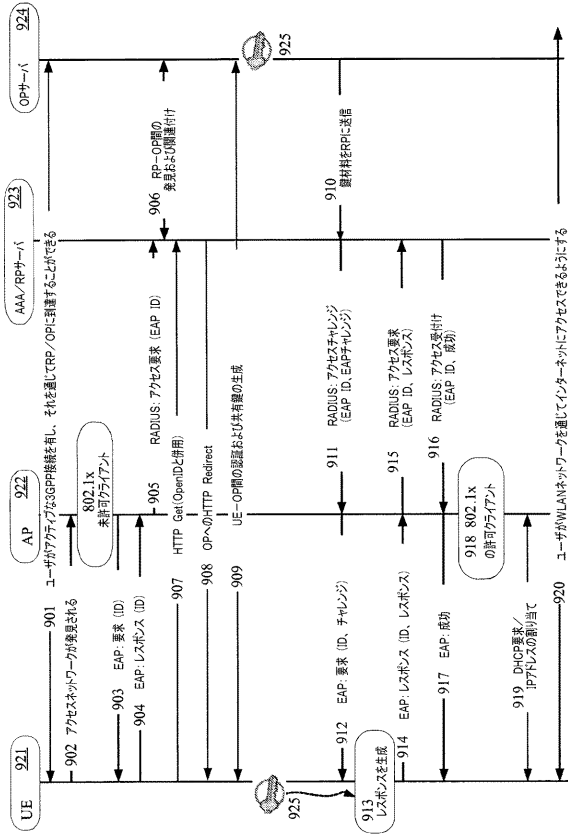 UE 921
AP 922
AAA/RPサーバ 923
OPサーバ 924
901 ユーザがアクティブな3GPP接続を有し、それを通じてRP/OPに到達することができる
902 アクセスネットワークが発見される
802.1x
未許可クライアント
903 EAP: 要求 (ID)
904 EAP: レスポンス (ID)
905 RADIUS: アクセス要求 (EAP ID)
906 RP-OP間の
発見および関連付け
907 HTTP Get(OpenIDと併用)
908 OPへのHTTP Redirect
909 UE-OP間の認証および共有鍵の生成
925
925
910
鍵材料をRPに送信
911 RADIUS: アクセスチャレンジ
(EAP ID、EAPチャレンジ)
912 EAP: 要求 (ID、チャレンジ)
913
レスポンスを生成
914 EAP: レスポンス (ID、レスポンス)
915 RADIUS: アクセス要求
(EAP ID、レスポンス)
916 RADIUS: アクセス受付け
(EAP ID、成功)
917 EAP: 成功
918 802.1x
の許可クライアント
919 DHCP要求/
IPアドレスの割り当て
920 ユーザがWLANネットワークを通じてインターネットにアクセスできるようにする